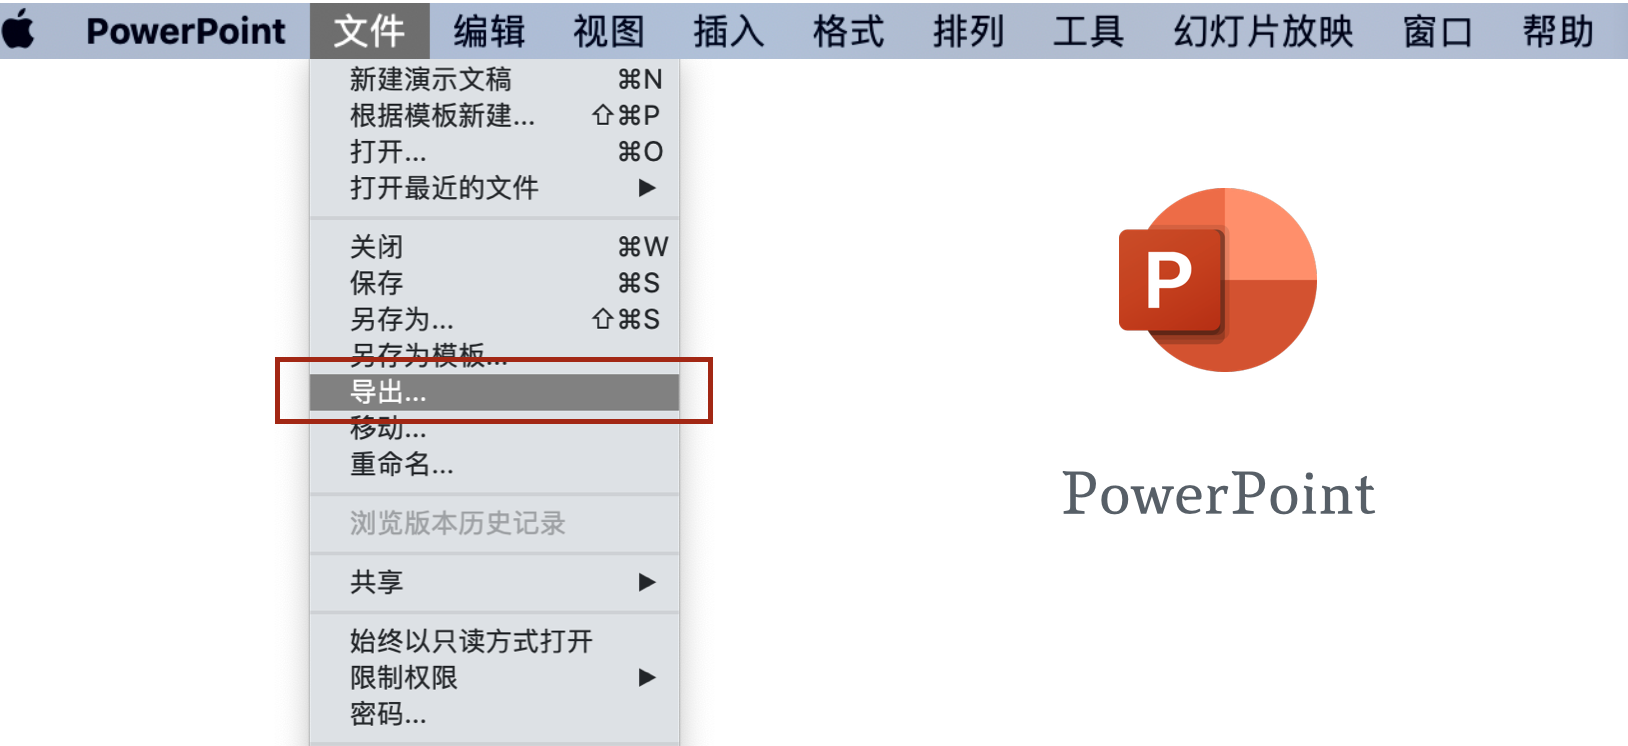 PowerPoint 文件 编辑 视图 插入 格式 排列 工具 幻灯片放映 窗口 帮助
新建演示文稿 ⌘N
根据模板新建... ⇧⌘P
打开... ⌘O
打开最近的文件 ▶
关闭 ⌘W
保存 ⌘S
另存为... ⇧⌘S
另存为模板...
导出...
移动...
重命名...
浏览版本历史记录
共享 ▶
始终以只读方式打开
限制权限 ▶
密码...
P
PowerPoint